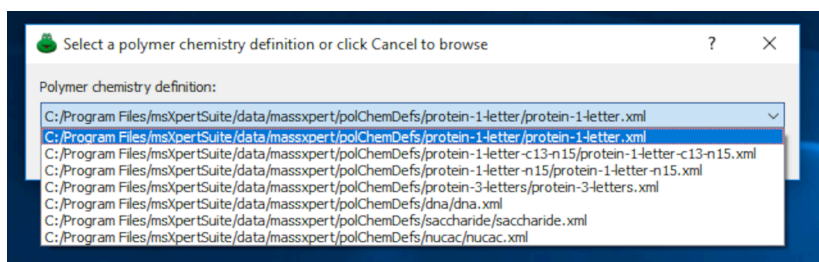 Select a polymer chemistry definition or click Cancel to browse ?
Polymer chemistry definition:
C:/Program Files/msXpertSuite/data/massxpert/polChemDefs/protein-1-letter/protein-1-letter.xml
C:/Program Files/msXpertSuite/data/massxpert/polChemDefs/protein-1-letter/protein-1-letter.xml
C:/Program Files/msXpertSuite/data/massxpert/polChemDefs/protein-1-letter-c13-n15/protein-1-letter-c13-n15.xml
C:/Program Files/msXpertSuite/data/massxpert/polChemDefs/protein-1-letter-n15/protein-1-letter-n15.xml
C:/Program Files/msXpertSuite/data/massxpert/polChemDefs/protein-3-letters/protein-3-letters.xml
C:/Program Files/msXpertSuite/data/massxpert/polChemDefs/dna/dna.xml
C:/Program Files/msXpertSuite/data/massxpert/polChemDefs/saccharide/saccharide.xml
C:/Program Files/msXpertSuite/data/massxpert/polChemDefs/nucac/nucac.xml